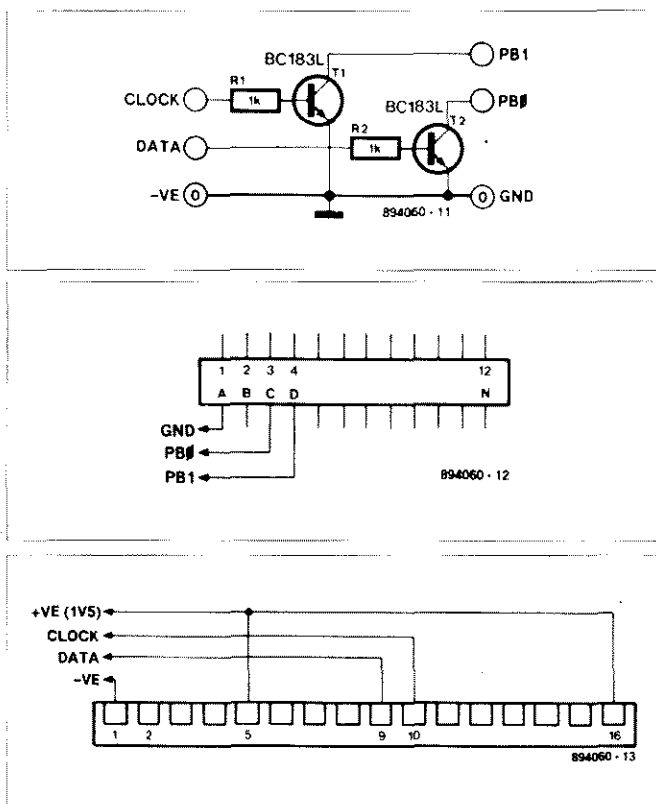 BC183L
T1
PB1
R1
CLOCK
1k
BC183L
PBØ
T2
R2
DATA
1k
-VE
0
0
GND
894060 - 11
1 2 3 4 12
A B C D N
GND
PBØ
PB1
894060 - 12
+VE (1V5)
CLOCK
DATA
-VE
1 2 5 9 10 16
894060 - 13